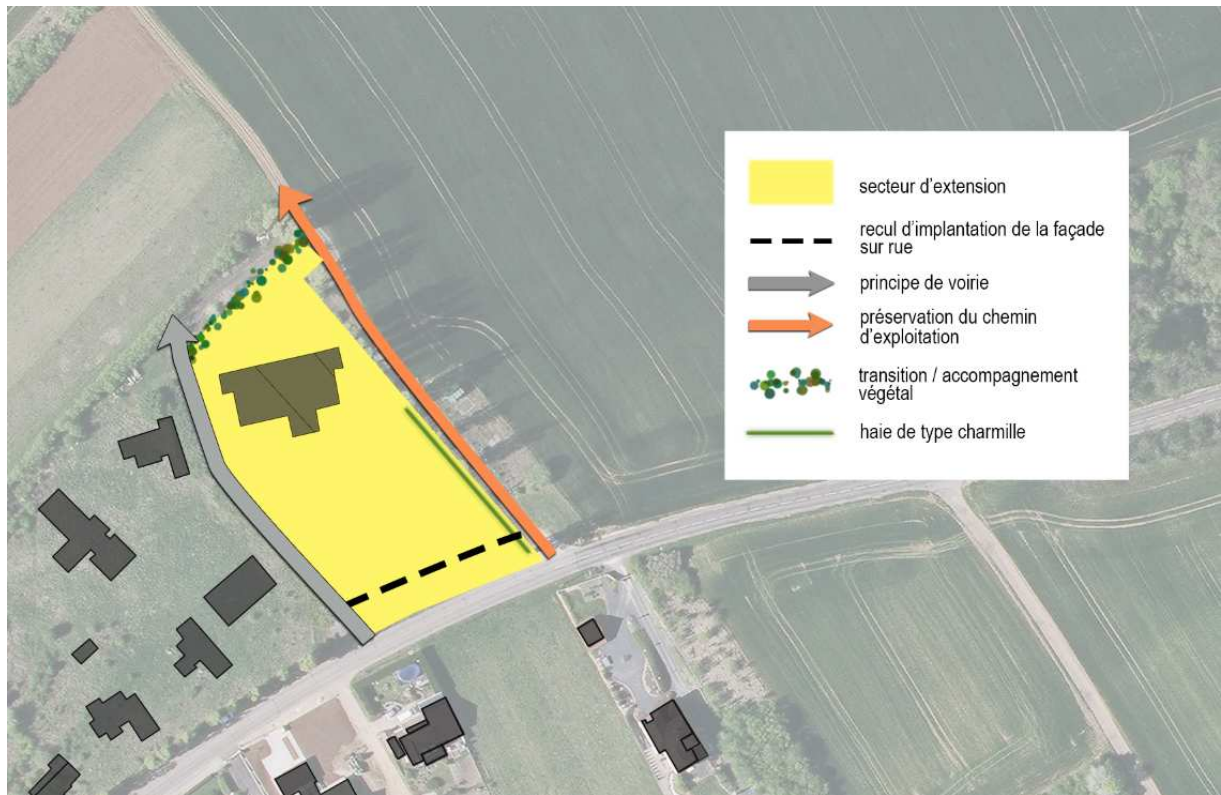 secteur d'extension
recul d'implantation de la façade
sur rue
principe de voirie
préservation du chemin
d'exploitation
transition / accompagnement
végétal
haie de type charmille